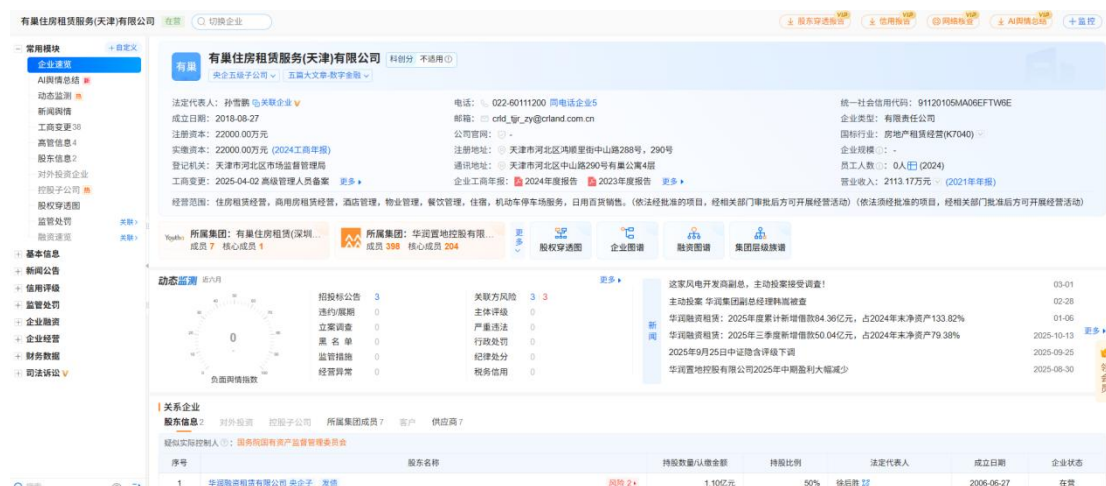 有巢住房租赁服务(天津)有限公司 在营 切换企业 股东穿透报告 VIP 信用报告 VIP 网络核查 VIP AI舆情总结 VIP +监控
常用模块 +自定义
企业速览
AI舆情总结
动态监测
新闻舆情
工商变更38
高管信息4
股东信息2
对外投资企业
控股子公司
股权穿透图
监管处罚 关联>
融资速览 关联>
基本信息
新闻公告
信用评级
监管处罚
企业融资
企业经营
财务数据
司法诉讼
有巢
有巢住房租赁服务(天津)有限公司 科创分 不适用
央企五级子公司 五篇大文章-数字金融
法定代表人: 孙雪鹏 关联企业 电话: 022-60111200 同电话企业5 统一社会信用代码: 91120105MA06EFTW6E
成立日期: 2018-08-27 邮箱: crld_tjjr_zy@crland.com.cn 企业类型: 有限责任公司
注册资本: 22000.00万元 公司官网: - 国标行业: 房地产租赁经营(K7040)
实缴资本: 22000.00万元 (2024工商年报) 注册地址: 天津市河北区鸿顺里街中山路288号, 290号 企业规模: -
登记机关: 天津市河北区市场监督管理局 通讯地址: 天津市河北区中山路290号有巢公寓4层 员工人数: 0人 (2024)
工商变更: 2025-04-02 高级管理人员备案 更多 企业工商年报: 2024年度报告 2023年度报告 更多 营业收入: 2113.17万元 (2021年年报)
经营范围: 住房租赁经营,商用房租赁经营,酒店管理,物业管理,餐饮管理,住宿,机动车停车场服务,日用百货销售。(依法经批准的项目,经相关部门审批后方可开展经营活动)(依法须经批准的项目,经相关部门批准后方可开展经营活动)
所属集团: 有巢住房租赁(深圳... 所属集团: 华润置地控股有限... 更多
成员 7 核心成员 1 成员 398 核心成员 204 股权穿透图 企业图谱 融资图谱 集团层级族谱
动态监测 近六月 更多
0
负面舆情指数
招投标公告 3 关联方风险 3 3
违约/展期 0 主体评级 0
立案调查 0 严重违法 0
黑名单 0 行政处罚 0
监管措施 0 纪律处分 0
经营异常 0 税务信用 0
新闻
这家风电开发商副总,主动投案接受调查! 03-01
主动投案 华润集团副总经理韩嵩被查 02-28
华润融资租赁: 2025年度累计新增借款84.36亿元,占2024年末净资产133.82% 01-06
华润融资租赁: 2025年三季度新增借款50.04亿元,占2024年末净资产79.38% 2025-10-13
更多
2025年9月25日中证隐含评级下调 2025-09-25
华润置地控股有限公司2025年中期盈利大幅减少 2025-08-30
领会员
关系企业
股东信息2 对外投资 控股子公司 所属集团成员7 客户 供应商7
疑似实际控制人: 国务院国有资产监督管理委员会
序号 股东名称 持股数量/认缴金额 持股比例 法定代表人 成立日期 企业状态
1 华润融资租赁有限公司 央企子 发债 风险 2 1.10亿元 50% 徐后胜 2006-06-27 在营